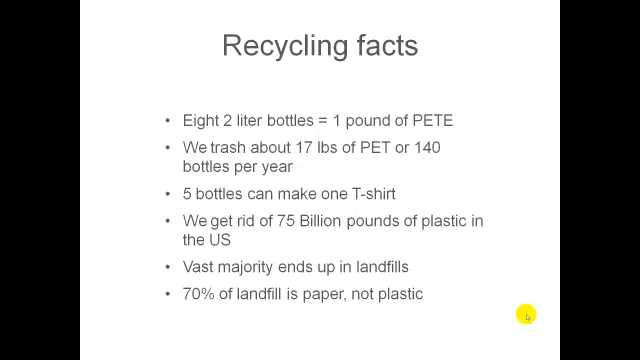 Recycling facts
• Eight 2 liter bottles = 1 pound of PETE
• We trash about 17 lbs of PET or 140
bottles per year
• 5 bottles can make one T-shirt
• We get rid of 75 Billion pounds of plastic in
the US
• Vast majority ends up in landfills
• 70% of landfill is paper, not plastic